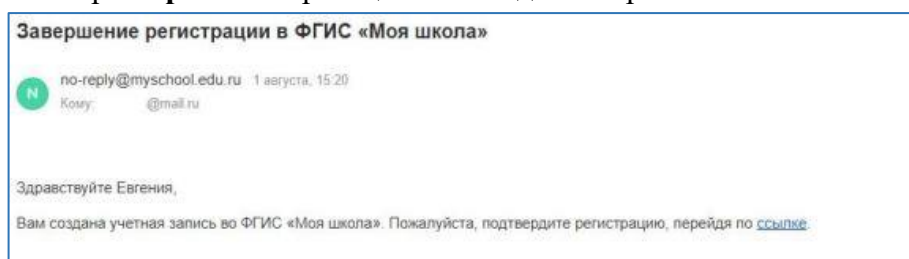 Завершение регистрации в ФГИС «Моя школа»
N
no-reply@myschool.edu.ru 1 августа, 15:20
Кому: @mail.ru
Здравствуйте Евгения,
Вам создана учетная запись во ФГИС «Моя школа». Пожалуйста, подтвердите регистрацию, перейдя по ссылке.